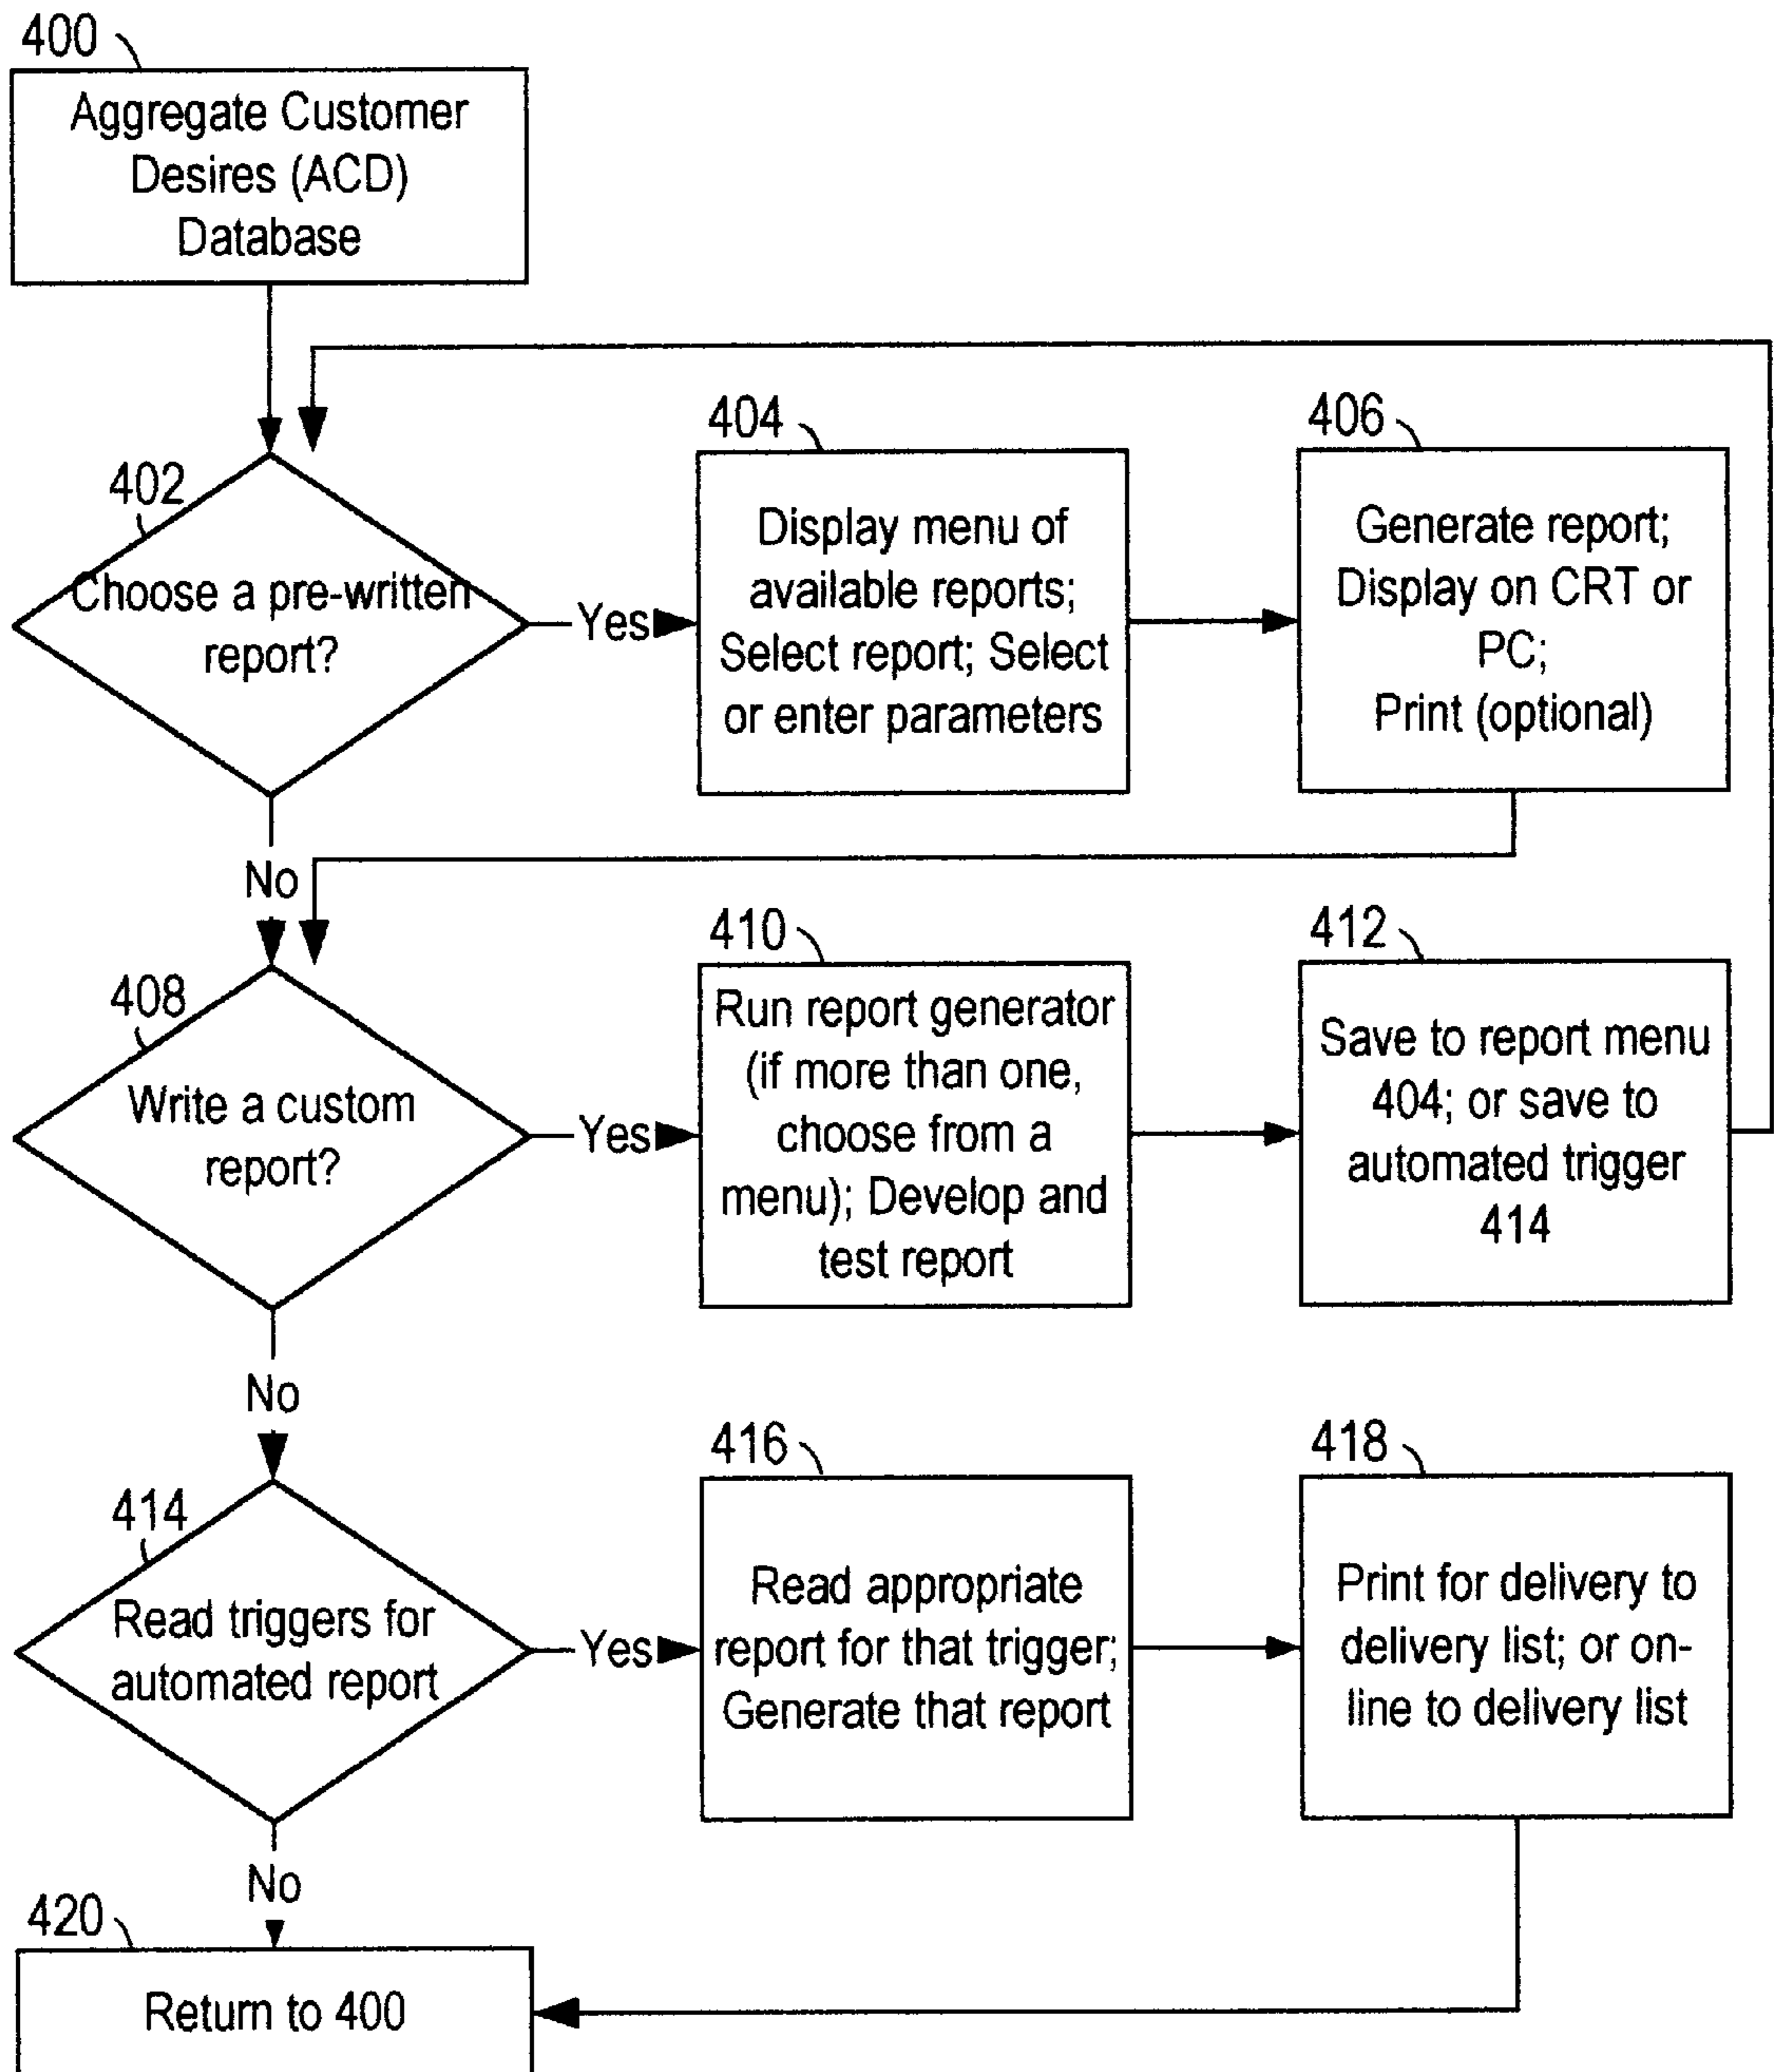 400
Aggregate Customer
Desires (ACD)
Database
402
Choose a pre-written
report?
Yes
404
Display menu of
available reports;
Select report; Select
or enter parameters
406
Generate report;
Display on CRT or
PC;
Print (optional)
No
408
Write a custom
report?
Yes
410
Run report generator
(if more than one,
choose from a
menu); Develop and
test report
412
Save to report menu
404; or save to
automated trigger
414
No
414
Read triggers for
automated report
Yes
416
Read appropriate
report for that trigger;
Generate that report
418
Print for delivery to
delivery list; or on-
line to delivery list
No
420
Return to 400